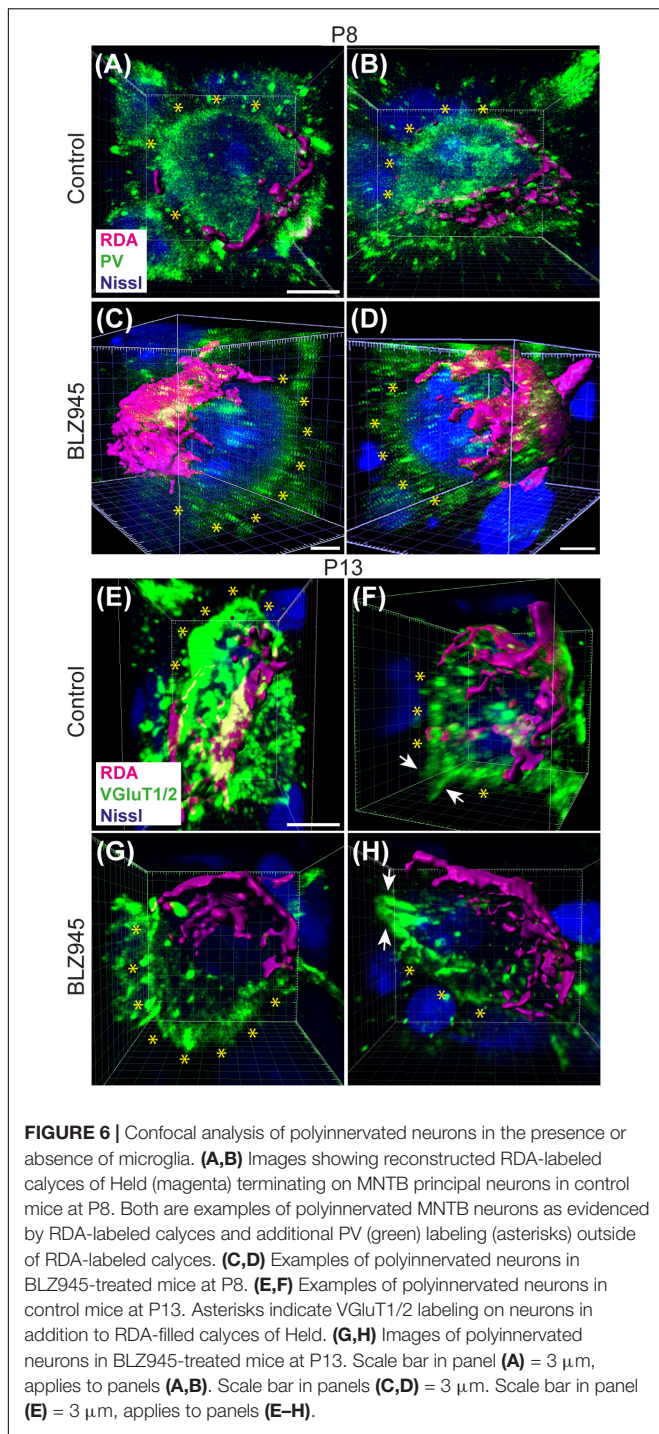 P8
(A)
(B)
Control
RDA
PV
Nissl
(C)
(D)
BLZ945
P13
(E)
(F)
Control
RDA
VGluT1/2
Nissl
(G)
(H)
BLZ945
FIGURE 6 | Confocal analysis of polyinnervated neurons in the presence or
absence of microglia. (A,B) Images showing reconstructed RDA-labeled
calyces of Held (magenta) terminating on MNTB principal neurons in control
mice at P8. Both are examples of polyinnervated MNTB neurons as evidenced
by RDA-labeled calyces and additional PV (green) labeling (asterisks) outside
of RDA-labeled calyces. (C,D) Examples of polyinnervated neurons in
BLZ945-treated mice at P8. (E,F) Examples of polyinnervated neurons in
control mice at P13. Asterisks indicate VGluT1/2 labeling on neurons in
addition to RDA-filled calyces of Held. (G,H) Images of polyinnervated
neurons in BLZ945-treated mice at P13. Scale bar in panel (A) = 3 μm,
applies to panels (A,B). Scale bar in panels (C,D) = 3 μm. Scale bar in panel
(E) = 3 μm, applies to panels (E–H).